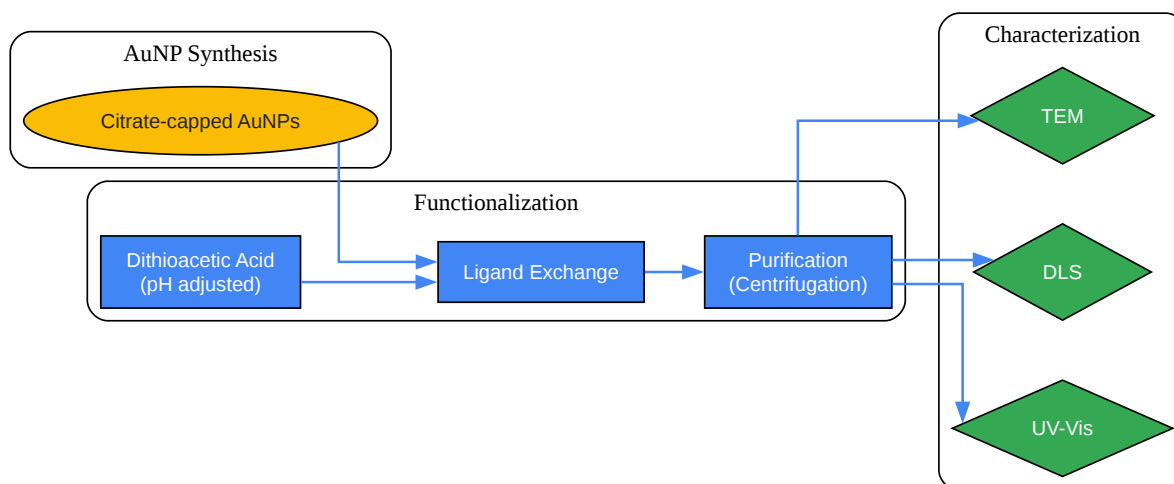 AuNP Synthesis
Citrate-capped AuNPs
Functionalization
Dithioacetic Acid
(pH adjusted)
Ligand Exchange
Purification
(Centrifugation)
Characterization
TEM
DLS
UV-Vis